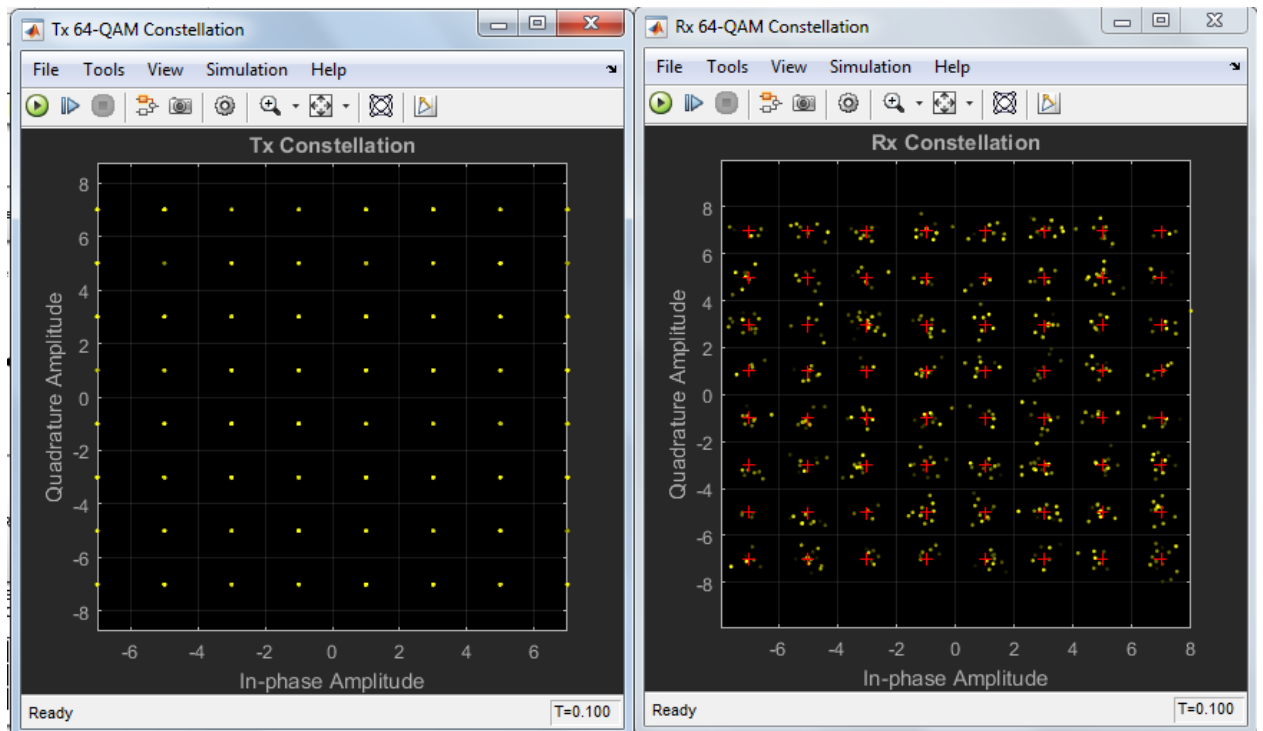 Tx 64-QAM Constellation
File Tools View Simulation Help
Tx Constellation
8
6
4
2
0
-2
-4
-6
-8
Quadrature Amplitude
-6 -4 -2 0 2 4 6
In-phase Amplitude
Ready T=0.100
Rx 64-QAM Constellation
File Tools View Simulation Help
Rx Constellation
8
6
4
2
0
-2
-4
-6
-8
Quadrature Amplitude
-6 -4 -2 0 2 4 6 8
In-phase Amplitude
Ready T=0.100